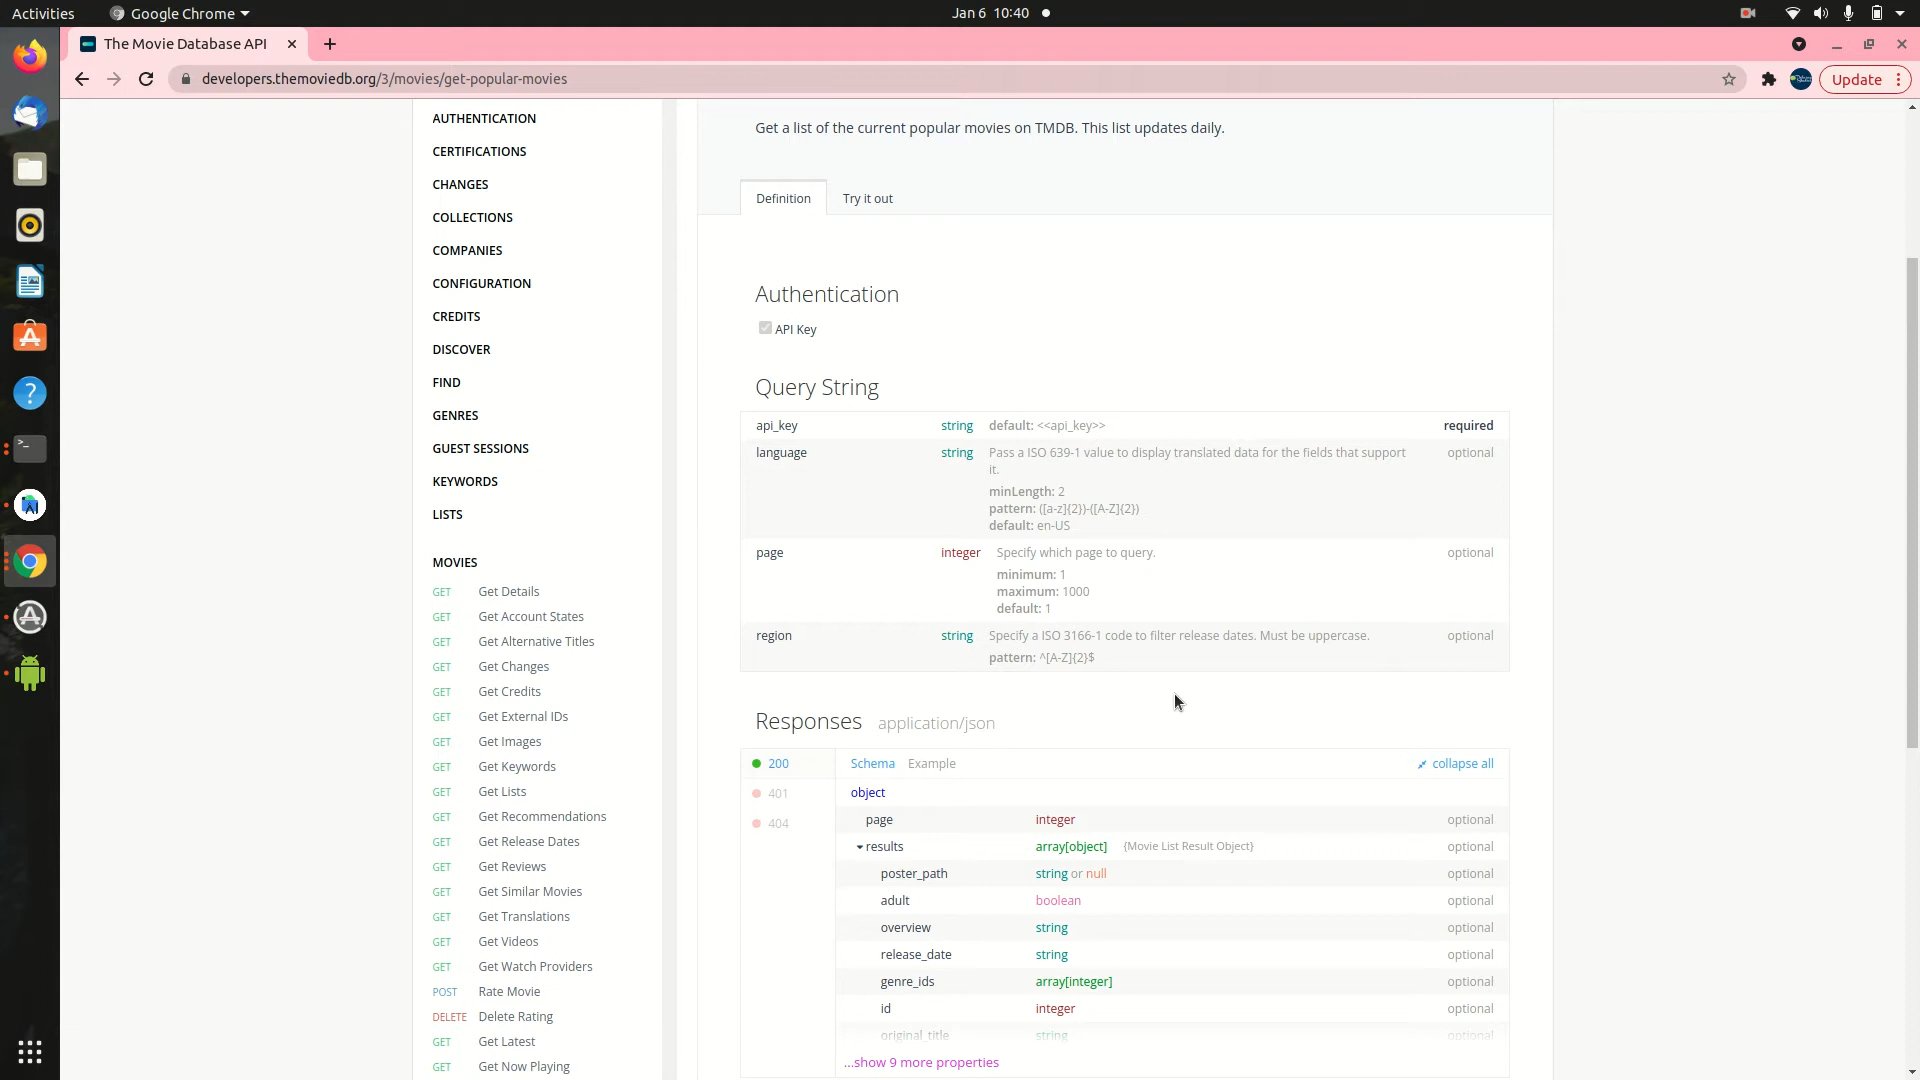 Activities
Google Chrome
Jan 6 10:40
The Movie Database API
developers.themoviedb.org/3/movies/get-popular-movies
Update
AUTHENTICATION
CERTIFICATIONS
CHANGES
COLLECTIONS
COMPANIES
CONFIGURATION
CREDITS
DISCOVER
FIND
GENRES
GUEST SESSIONS
KEYWORDS
LISTS
MOVIES
GET Get Details
GET Get Account States
GET Get Alternative Titles
GET Get Changes
GET Get Credits
GET Get External IDs
GET Get Images
GET Get Keywords
GET Get Lists
GET Get Recommendations
GET Get Release Dates
GET Get Reviews
GET Get Similar Movies
GET Get Translations
GET Get Videos
GET Get Watch Providers
POST Rate Movie
DELETE Delete Rating
GET Get Latest
GET Get Now Playing
Get a list of the current popular movies on TMDB. This list updates daily.
Definition Try it out
Authentication
API Key
Query String
api_key string default: <<api_key>> required
language string Pass a ISO 639-1 value to display translated data for the fields that support optional
it.
minLength: 2
pattern: ([a-z]{2})-([A-Z]{2})
default: en-US
page integer Specify which page to query. optional
minimum: 1
maximum: 1000
default: 1
region string Specify a ISO 3166-1 code to filter release dates. Must be uppercase. optional
pattern: ^[A-Z]{2}$
Responses application/json
200 Schema Example collapse all
401 object
page integer optional
404
results array[object] {Movie List Result Object} optional
poster_path string or null optional
adult boolean optional
overview string optional
release_date string optional
genre_ids array[integer] optional
id integer optional
original_title string optional
...show 9 more properties